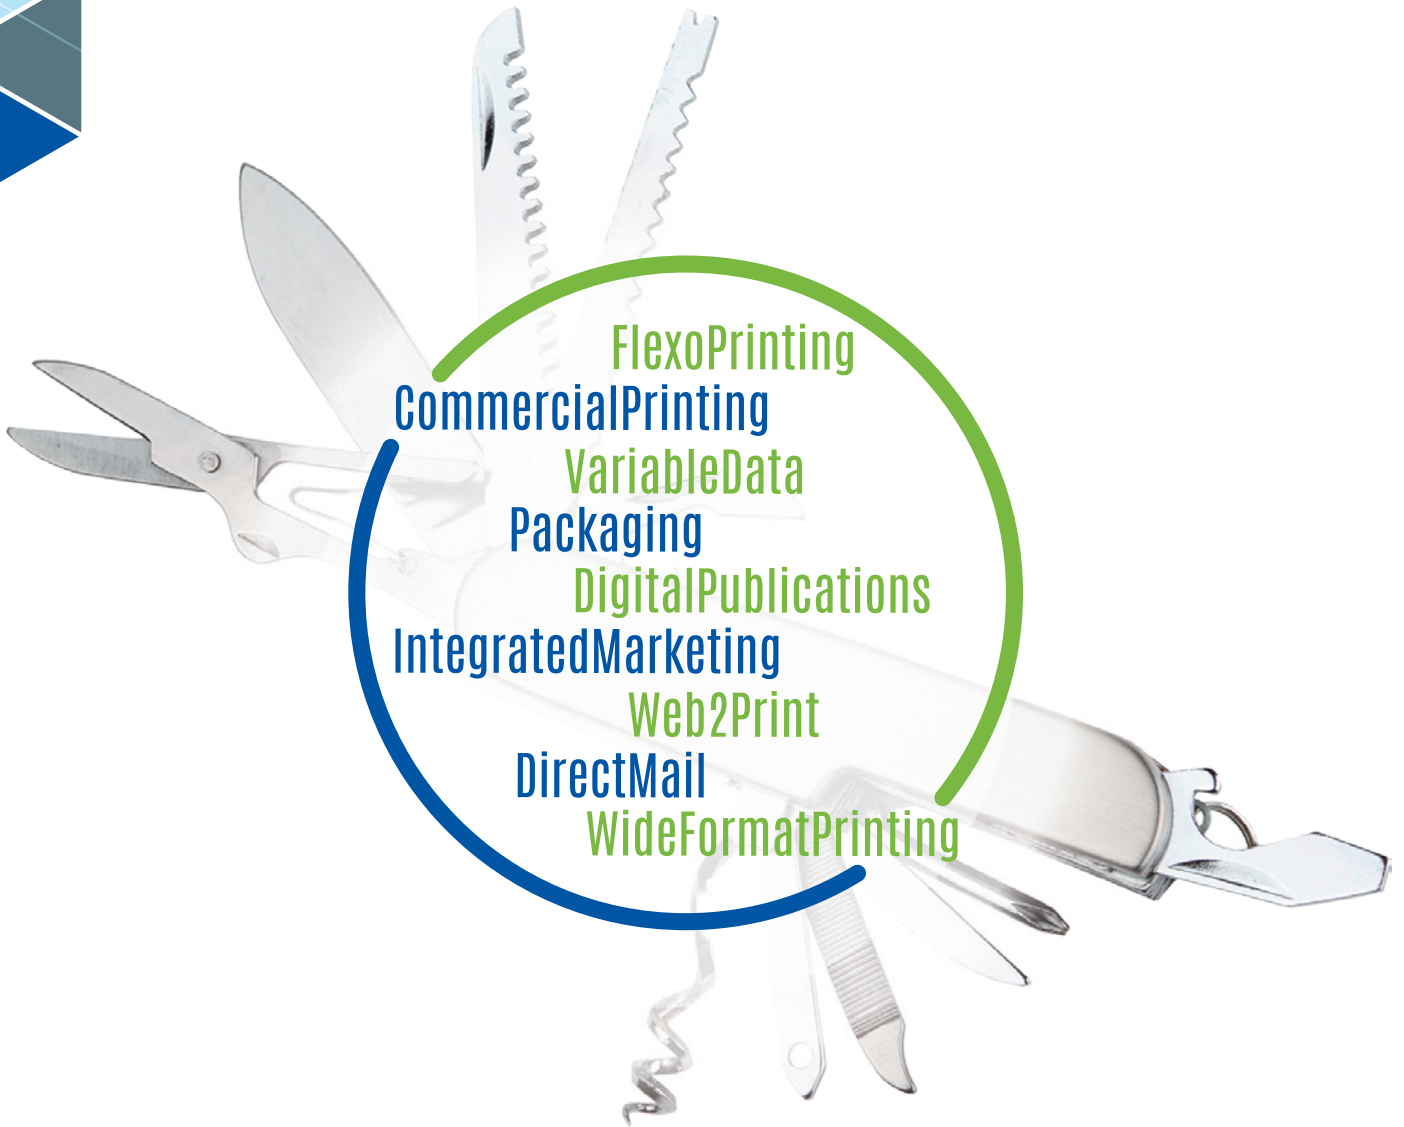 FlexoPrinting
CommercialPrinting
VariableData
Packaging
DigitalPublications
IntegratedMarketing
Web2Print
DirectMail
WideFormatPrinting